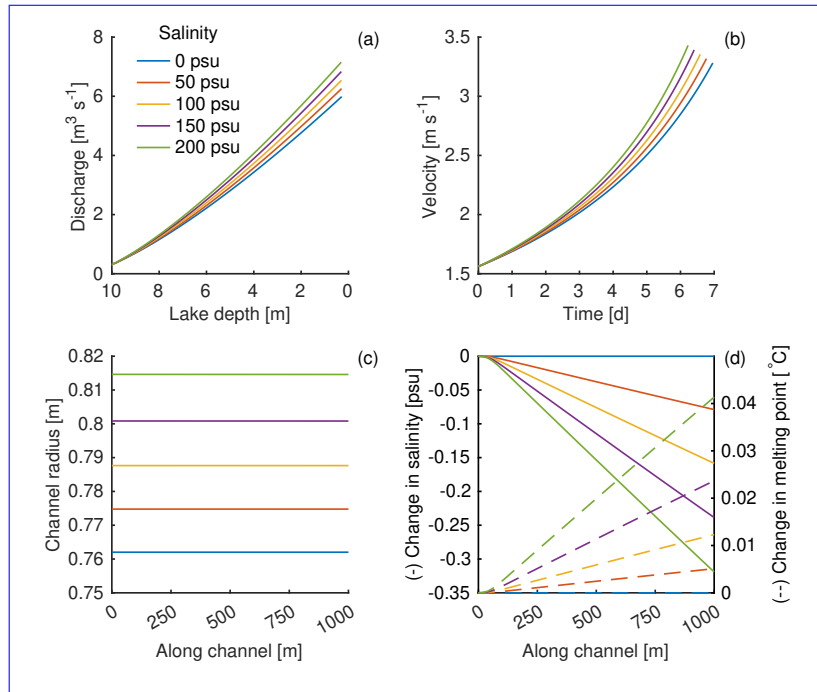 Salinity
0 psu
50 psu
100 psu
150 psu
200 psu
(a)
8
6
4
2
0
Discharge [m³ s⁻¹]
10 8 6 4 2 0
Lake depth [m]
(b)
3.5
3
2.5
2
1.5
Velocity [m s⁻¹]
0 1 2 3 4 5 6 7
Time [d]
(c)
0.82
0.81
0.8
0.79
0.78
0.77
0.76
0.75
Channel radius [m]
0 250 500 750 1000
Along channel [m]
(d)
0
-0.05
-0.1
-0.15
-0.2
-0.25
-0.3
-0.35
(-) Change in salinity [psu]
0.04
0.03
0.02
0.01
0
(--) Change in melting point [°C]
0 250 500 750 1000
Along channel [m]